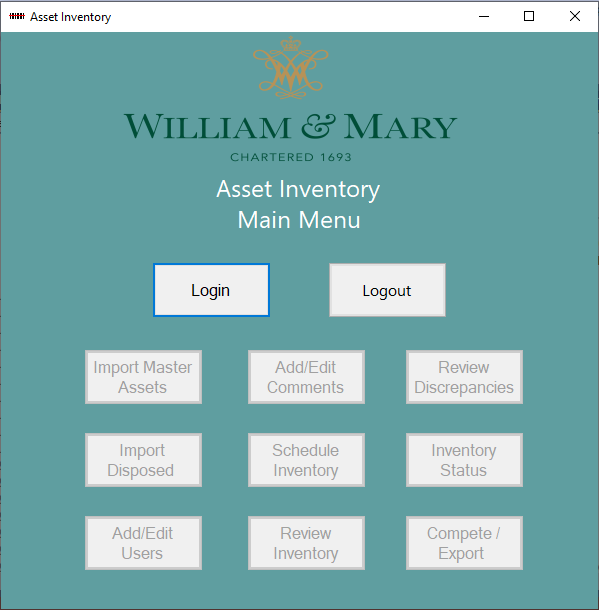 Asset Inventory
WILLIAM & MARY
CHARTERED 1693
Asset Inventory
Main Menu
Login
Logout
Import Master
Assets
Add/Edit
Comments
Review
Discrepancies
Import
Disposed
Schedule
Inventory
Inventory
Status
Add/Edit
Users
Review
Inventory
Compete /
Export